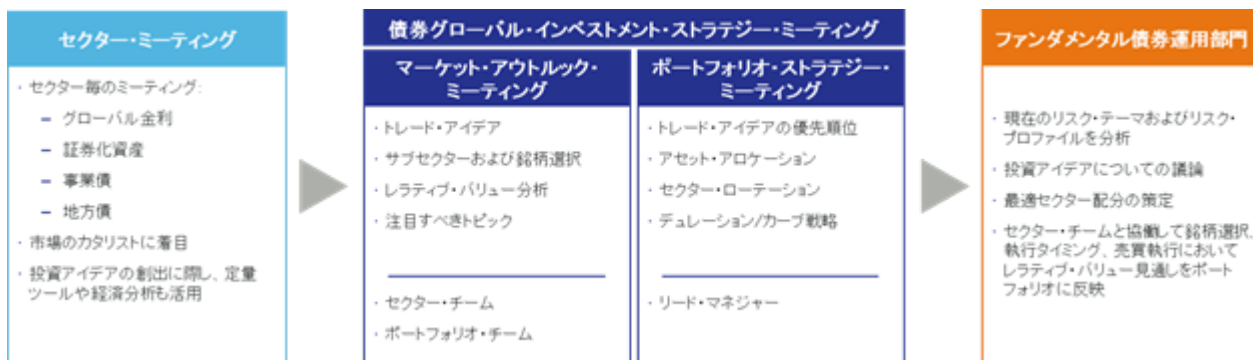 セクター・ミーティング
・セクター毎のミーティング:
– グローバル金利
– 証券化資産
– 事業債
– 地方債
・市場のカタリストに着目
・投資アイデアの創出に際し、定量
ツールや経済分析も活用
債券グローバル・インベストメント・ストラテジー・ミーティング
マーケット・アウトルック・
ミーティング
・トレード・アイデア
・サブセクターおよび銘柄選択
・レラティブ・バリュー分析
・注目すべきトピック
・セクター・チーム
・ポートフォリオ・チーム
ポートフォリオ・ストラテジー・
ミーティング
・トレード・アイデアの優先順位
・アセット・アロケーション
・セクター・ローテーション
・デュレーション/カーブ戦略
・リード・マネジャー
ファンダメンタル債券運用部門
・現在のリスク・テーマおよびリスク・
プロファイルを分析
・投資アイデアについての議論
・最適セクター配分の策定
・セクター・チームと協働して銘柄選択、
執行タイミング、売買執行において
レラティブ・バリュー見通しをポート
フォリオに反映